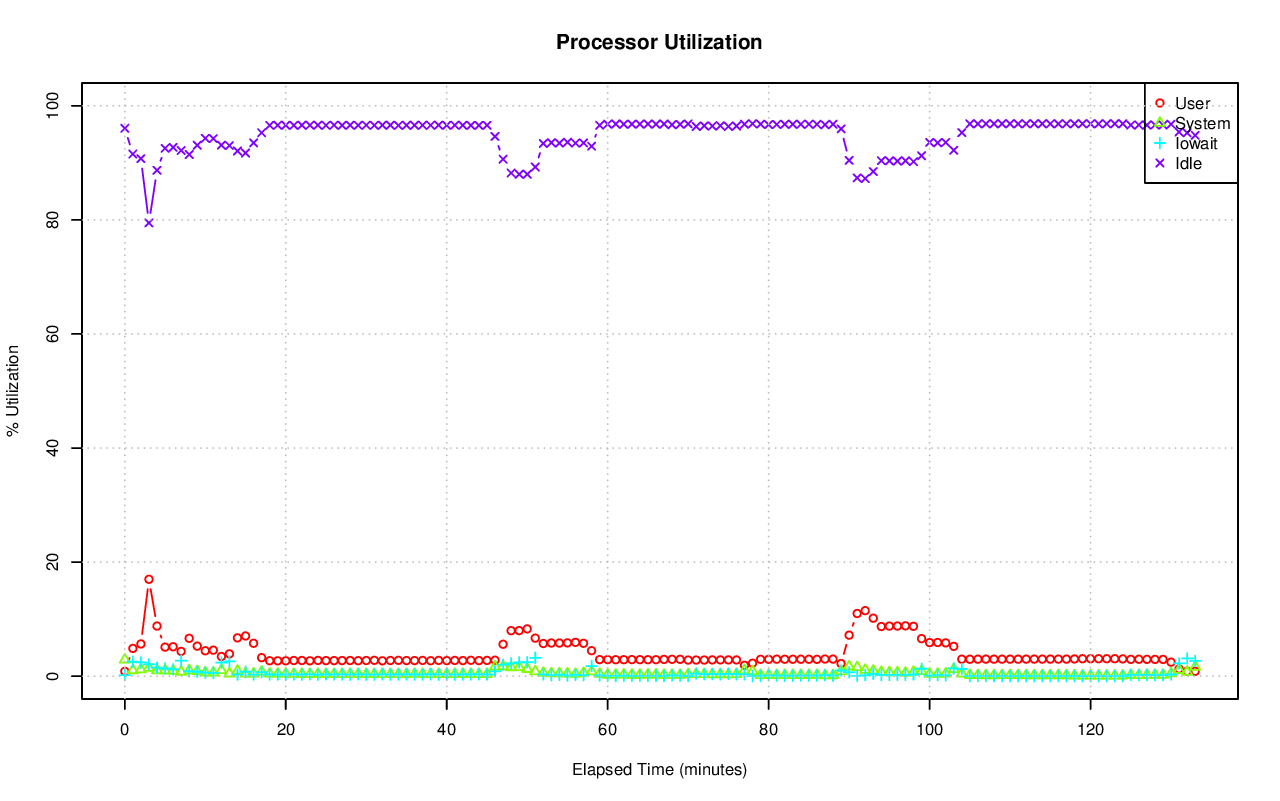 Processor Utilization
100
80
60
40
20
0
% Utilization
User
System
Iowait
Idle
0 20 40 60 80 100 120
Elapsed Time (minutes)